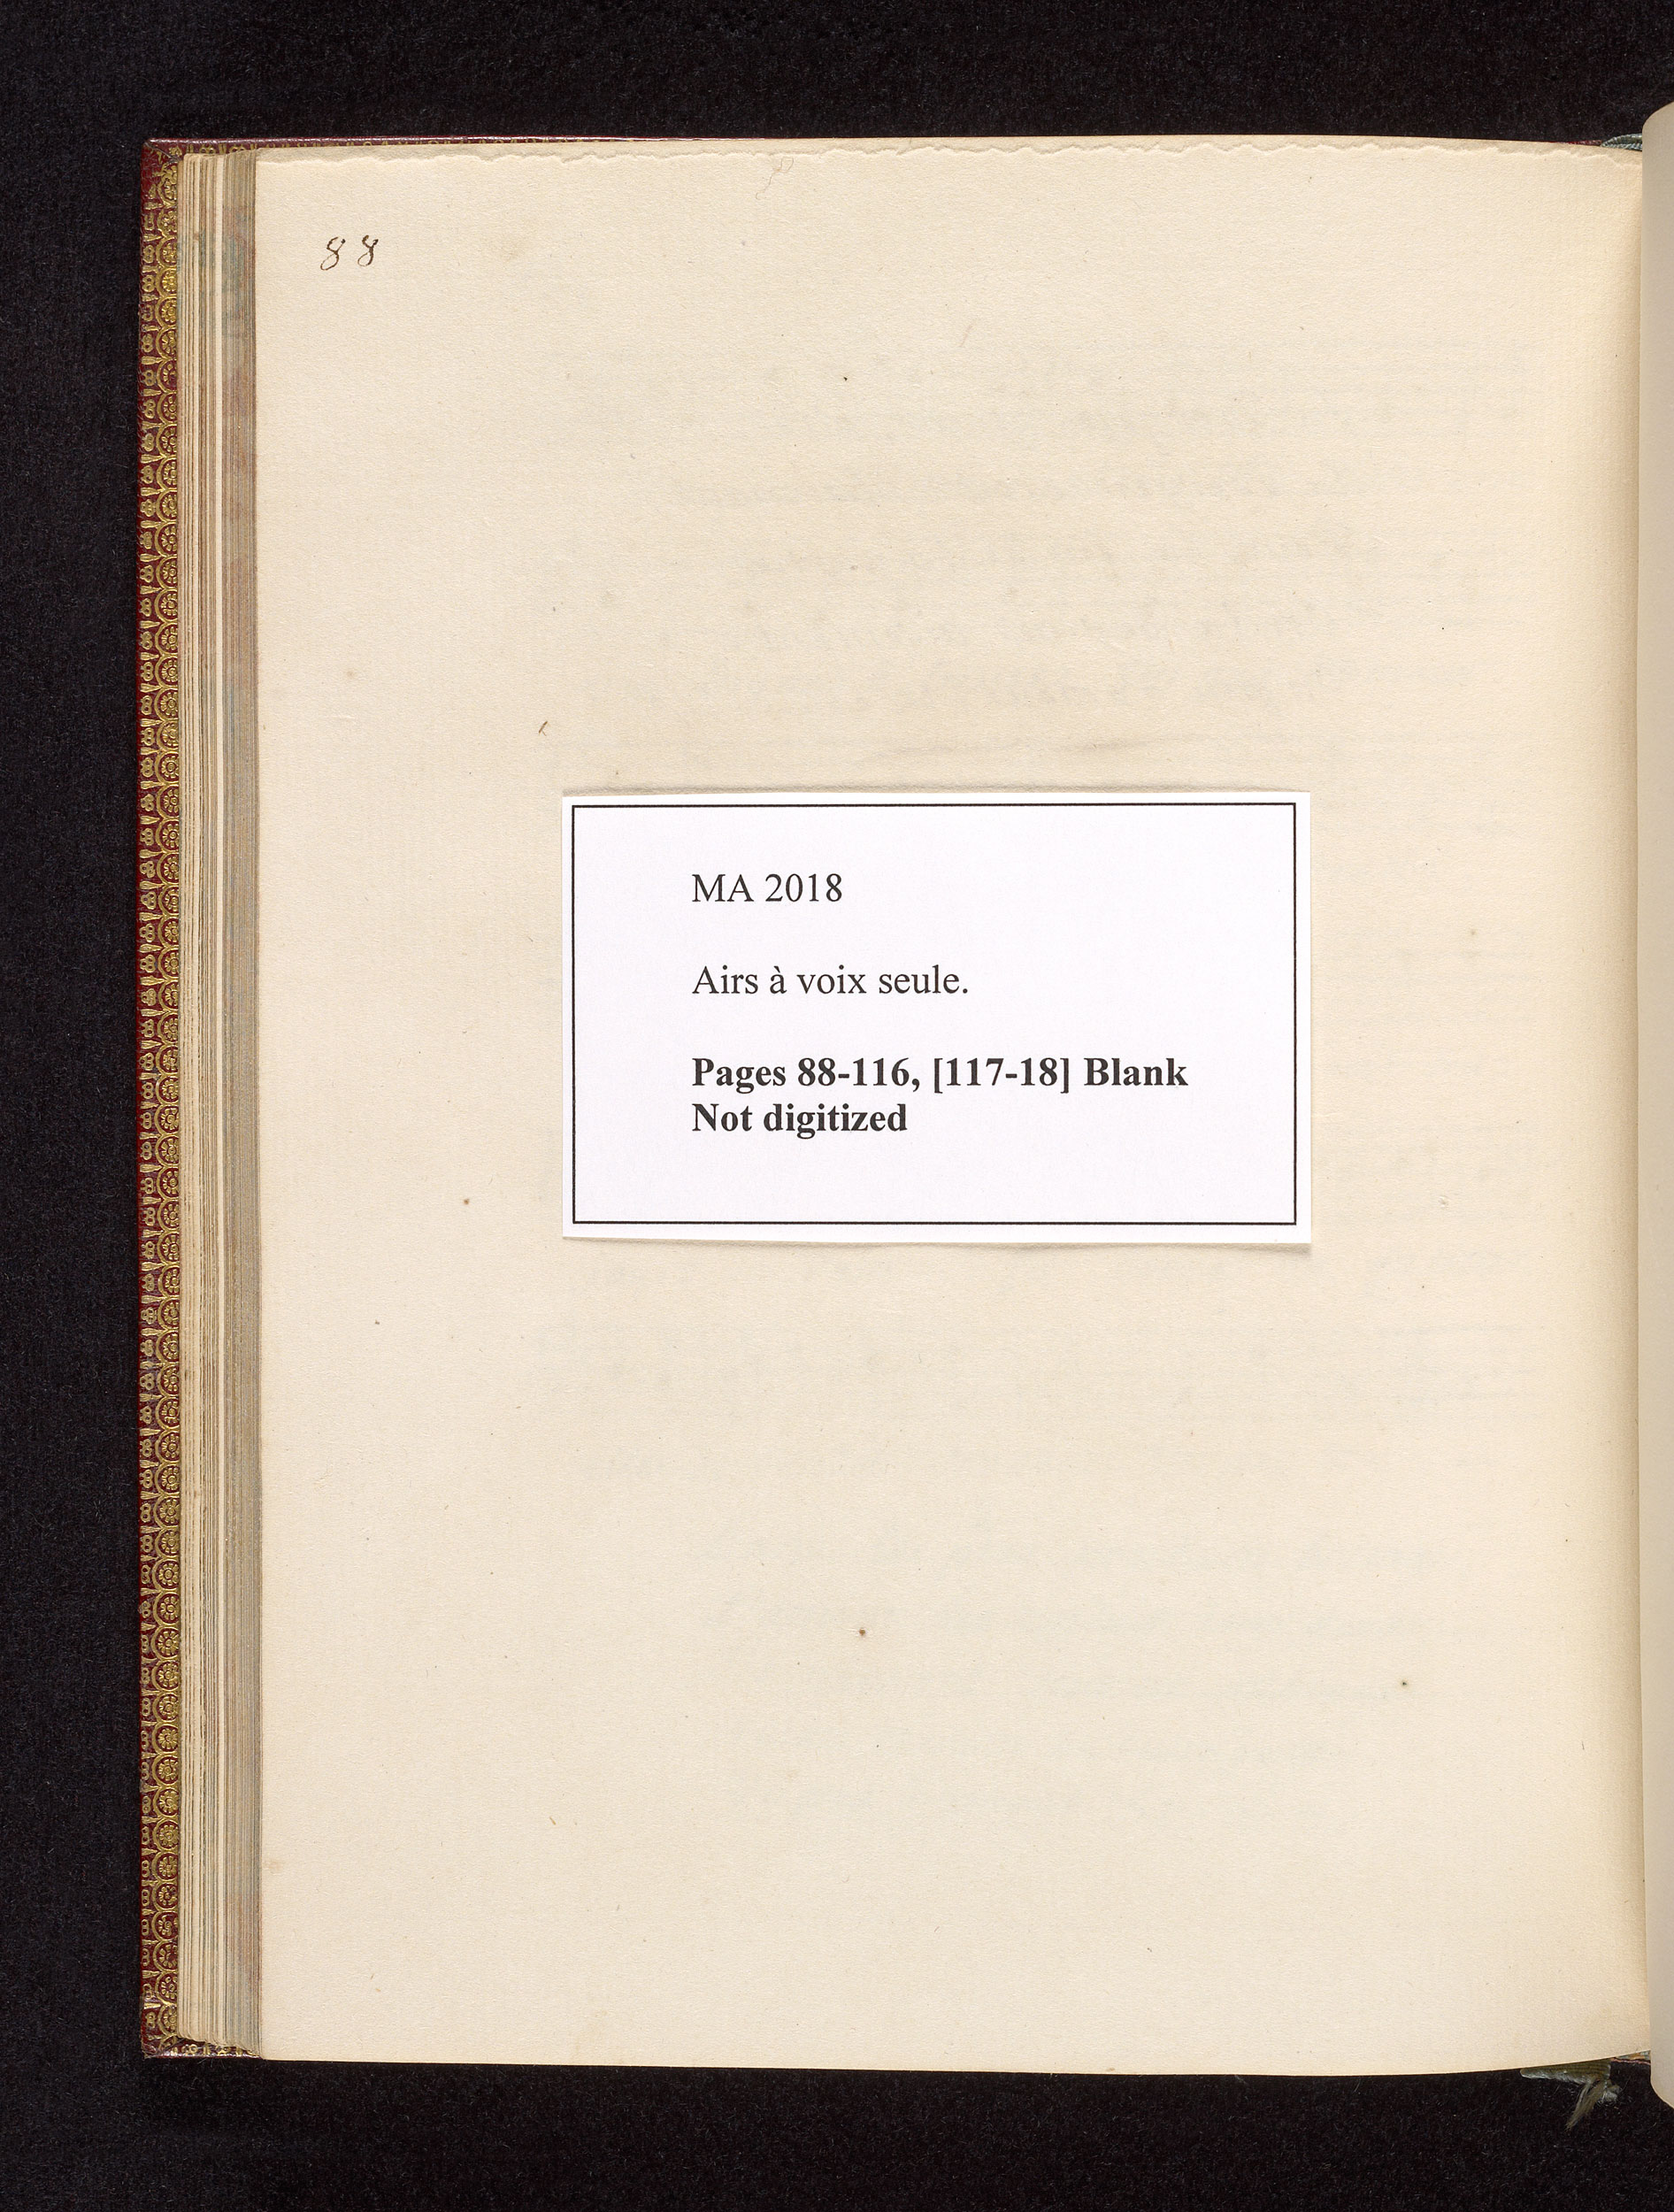 88
MA 2018
Airs à voix seule.
Pages 88-116, [117-18] Blank
Not digitized